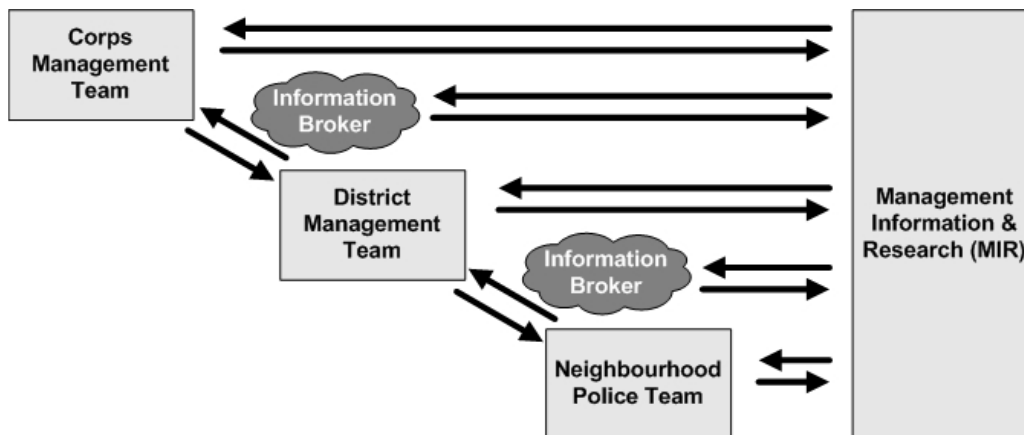 Corps
Management
Team
Information
Broker
District
Management
Team
Management
Information &
Research (MIR)
Information
Broker
Neighbourhood
Police Team